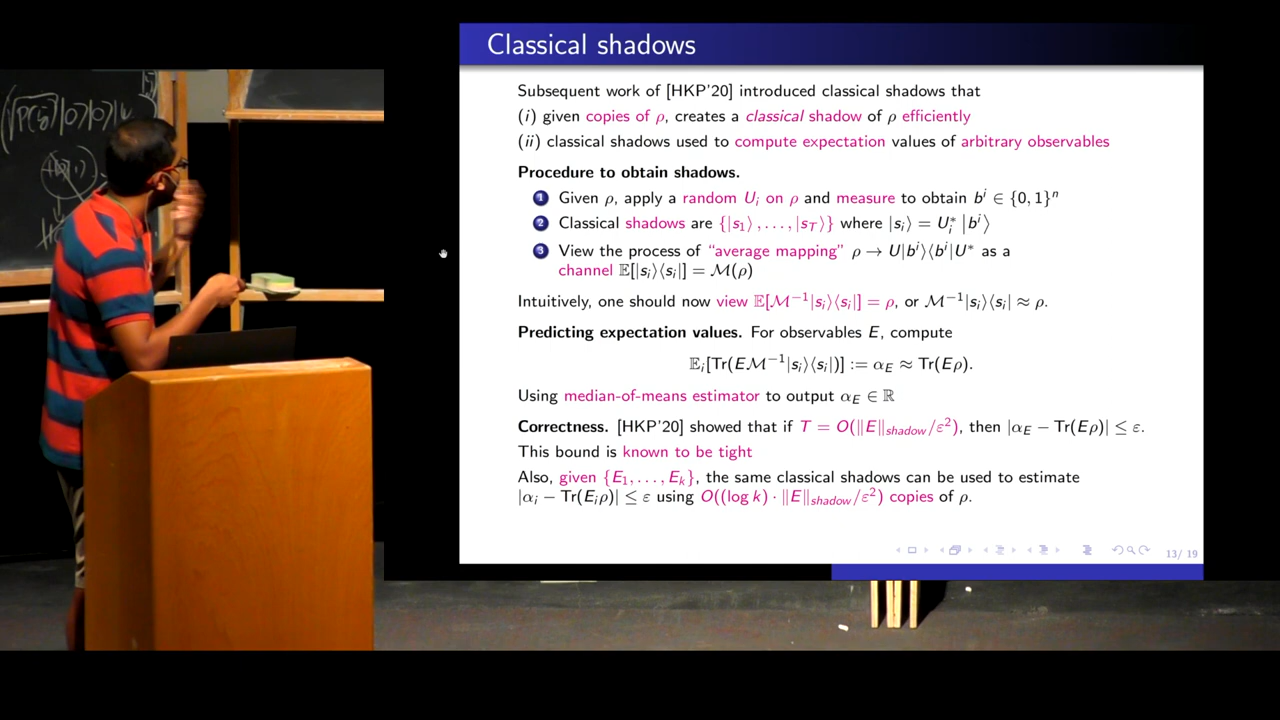 Classical shadows
Subsequent work of [HKP'20] introduced classical shadows that
(i) given copies of ρ, creates a classical shadow of ρ efficiently
(ii) classical shadows used to compute expectation values of arbitrary observables
Procedure to obtain shadows.
1 Given ρ, apply a random U_i on ρ and measure to obtain b^i ∈ {0, 1}^n
2 Classical shadows are {|s_1⟩, . . . , |s_T⟩} where |s_i⟩ = U_i^* |b^i⟩
3 View the process of "average mapping" ρ → U|b^i⟩⟨b^i|U^* as a
channel 𝔼[|s_i⟩⟨s_i|] = ℳ(ρ)
Intuitively, one should now view 𝔼[ℳ^{-1}|s_i⟩⟨s_i|] = ρ, or ℳ^{-1}|s_i⟩⟨s_i| ≈ ρ.
Predicting expectation values. For observables E, compute
𝔼_i[Tr(Eℳ^{-1}|s_i⟩⟨s_i|)] := α_E ≈ Tr(Eρ).
Using median-of-means estimator to output α_E ∈ ℝ
Correctness. [HKP'20] showed that if T = O(‖E‖_{shadow}/ε^2), then |α_E − Tr(Eρ)| ≤ ε.
This bound is known to be tight
Also, given {E_1, . . . , E_k}, the same classical shadows can be used to estimate
|α_i − Tr(E_iρ)| ≤ ε using O((log k) · ‖E‖_{shadow}/ε^2) copies of ρ.
13/ 19